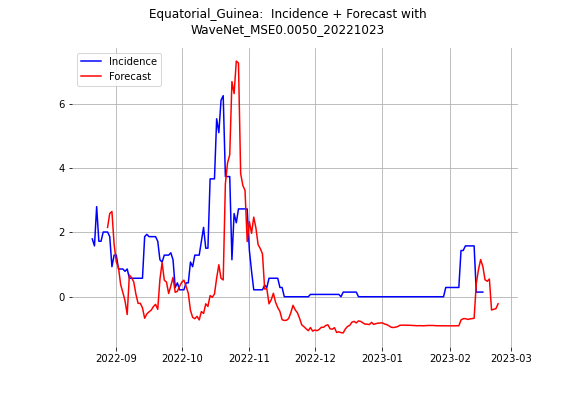 Equatorial_Guinea:  Incidence + Forecast with
WaveNet_MSE0.0050_20221023
Incidence
Forecast
6
4
2
0
2022-09
2022-10
2022-11
2022-12
2023-01
2023-02
2023-03